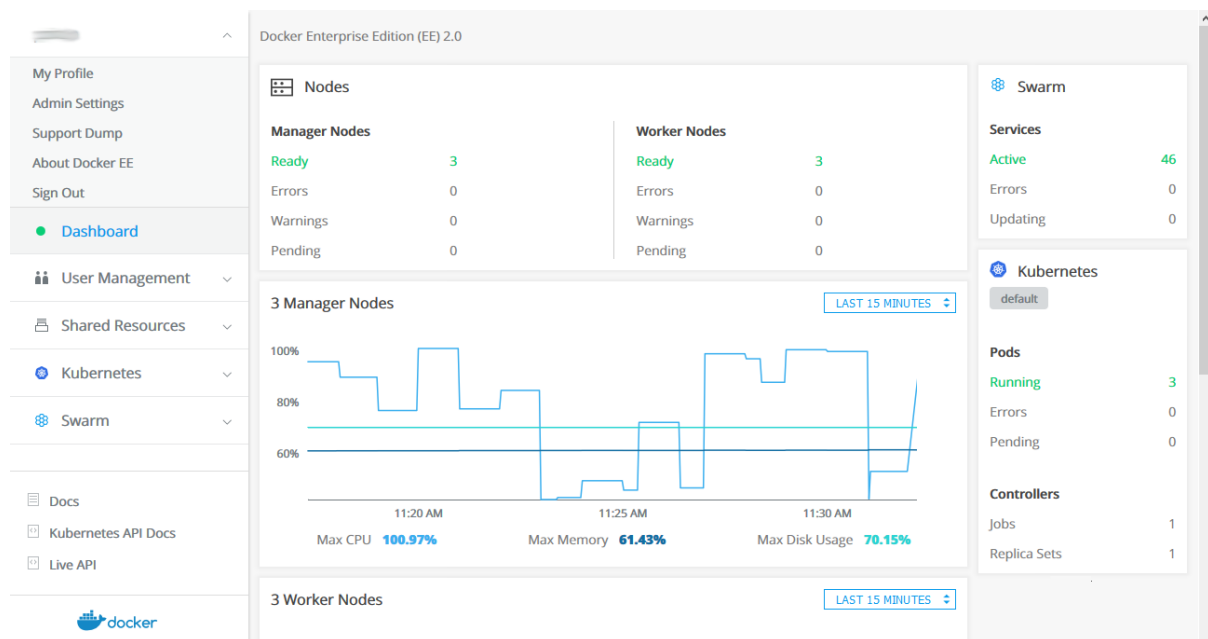 My Profile
Admin Settings
Support Dump
About Docker EE
Sign Out
Dashboard
User Management
Shared Resources
Kubernetes
Swarm
Docs
Kubernetes API Docs
Live API
docker
Docker Enterprise Edition (EE) 2.0
Nodes
Manager Nodes
Ready 3
Errors 0
Warnings 0
Pending 0
Worker Nodes
Ready 3
Errors 0
Warnings 0
Pending 0
3 Manager Nodes LAST 15 MINUTES
100%
80%
60%
11:20 AM 11:25 AM 11:30 AM
Max CPU 100.97% Max Memory 61.43% Max Disk Usage 70.15%
3 Worker Nodes LAST 15 MINUTES
Swarm
Services
Active 46
Errors 0
Updating 0
Kubernetes
default
Pods
Running 3
Errors 0
Pending 0
Controllers
Jobs 1
Replica Sets 1